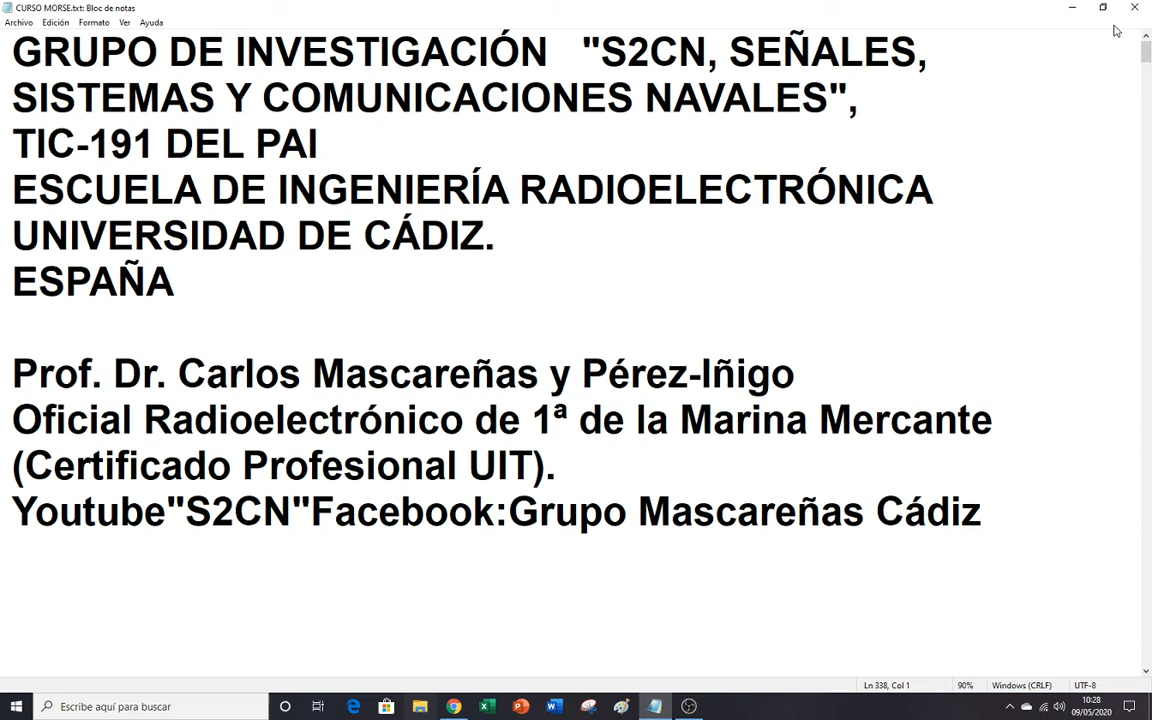 CURSO MORSE.txt: Bloc de notas
Archivo Edición Formato Ver Ayuda
GRUPO DE INVESTIGACIÓN "S2CN, SEÑALES,
SISTEMAS Y COMUNICACIONES NAVALES",
TIC-191 DEL PAI
ESCUELA DE INGENIERÍA RADIOELECTRÓNICA
UNIVERSIDAD DE CÁDIZ.
ESPAÑA
Prof. Dr. Carlos Mascareñas y Pérez-Iñigo
Oficial Radioelectrónico de 1ª de la Marina Mercante
(Certificado Profesional UIT).
Youtube"S2CN"Facebook:Grupo Mascareñas Cádiz
Ln 338, Col 1 90% Windows (CRLF) UTF-8
Escribe aquí para buscar
10:28
09/05/2020